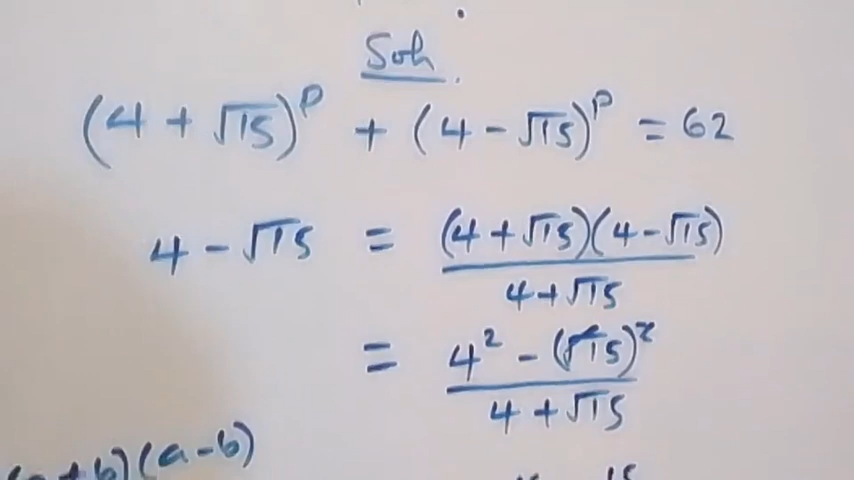 Soln.
(4 + √15)^p + (4 - √15)^p = 62
4 - √15 = (4 + √15)(4 - √15) / 4 + √15
= 4² - (√15)² / 4 + √15
(a + b)(a - b)